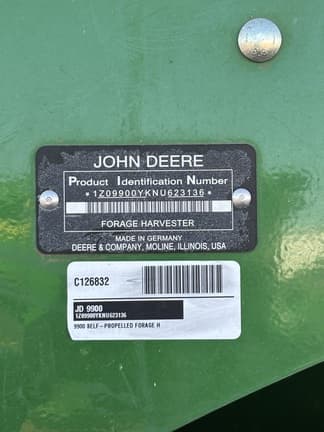 JOHN DEERE
Product Identification Number
*1Z09900YKNU623136*
FORAGE HARVESTER
MADE IN GERMANY
DEERE & COMPANY, MOLINE, ILLINOIS, USA
C126832
JD 9900
1Z09900YKNU623136
9900 SELF-PROPELLED FORAGE H